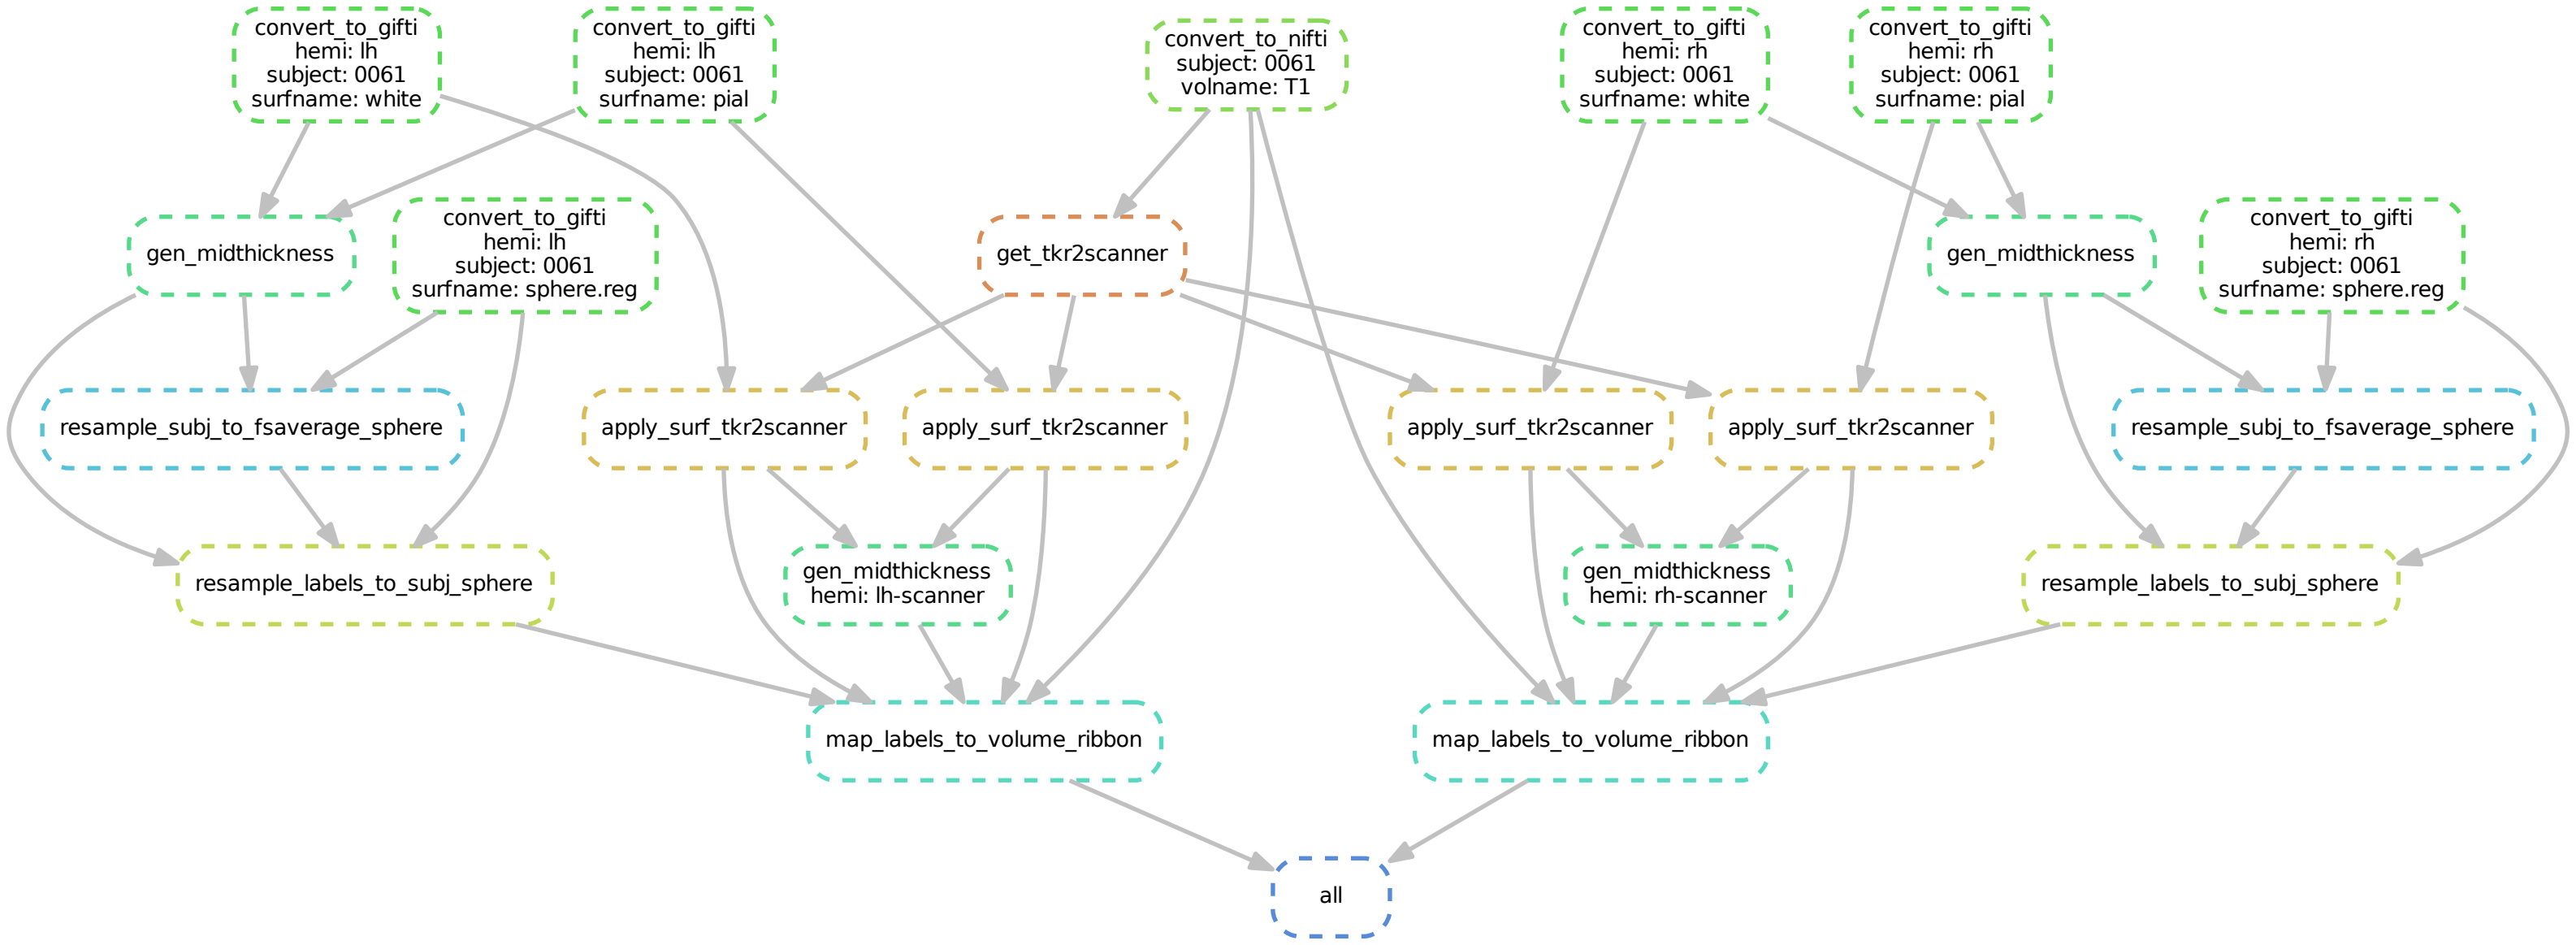 convert_to_gifti
hemi: lh
subject: 0061
surfname: white
convert_to_gifti
hemi: lh
subject: 0061
surfname: pial
convert_to_nifti
subject: 0061
volname: T1
convert_to_gifti
hemi: rh
subject: 0061
surfname: white
convert_to_gifti
hemi: rh
subject: 0061
surfname: pial
gen_midthickness
convert_to_gifti
hemi: lh
subject: 0061
surfname: sphere.reg
get_tkr2scanner
gen_midthickness
convert_to_gifti
hemi: rh
subject: 0061
surfname: sphere.reg
resample_subj_to_fsaverage_sphere
apply_surf_tkr2scanner
apply_surf_tkr2scanner
apply_surf_tkr2scanner
apply_surf_tkr2scanner
resample_subj_to_fsaverage_sphere
resample_labels_to_subj_sphere
gen_midthickness
hemi: lh-scanner
gen_midthickness
hemi: rh-scanner
resample_labels_to_subj_sphere
map_labels_to_volume_ribbon
map_labels_to_volume_ribbon
all